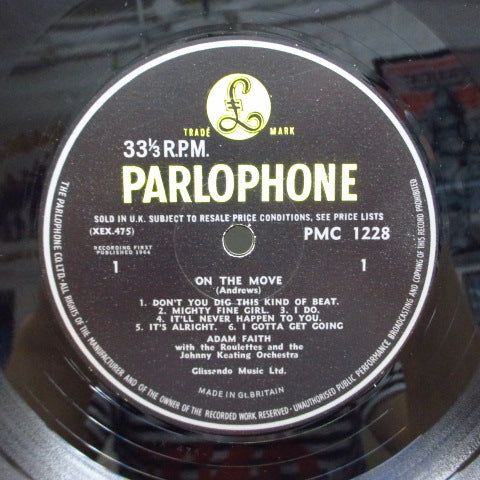 TRADE £ MARK
33⅓ R.P.M.
PARLOPHONE
SOLD IN U.K. SUBJECT TO RESALE PRICE CONDITIONS, SEE PRICE LISTS
(XEX.475) PMC 1228
RECORDING FIRST
PUBLISHED 1964
1 1
ON THE MOVE
(Andrews)
1. DON'T YOU DIG THIS KIND OF BEAT.
2. MIGHTY FINE GIRL. 3. I DO.
4. IT'LL NEVER HAPPEN TO YOU.
5. IT'S ALRIGHT. 6. I GOTTA GET GOING
ADAM FAITH
with the Roulettes and the
Johnny Keating Orchestra
Glissando Music Ltd.
MADE IN GT. BRITAIN
THE PARLOPHONE CO. LTD.-ALL RIGHTS OF THE MANUFACTURER AND OF THE OWNER OF THE RECORDED WORK RESERVED-UNAUTHORISED PUBLIC PERFORMANCE BROADCASTING AND COPYING OF THIS RECORD PROHIBITED